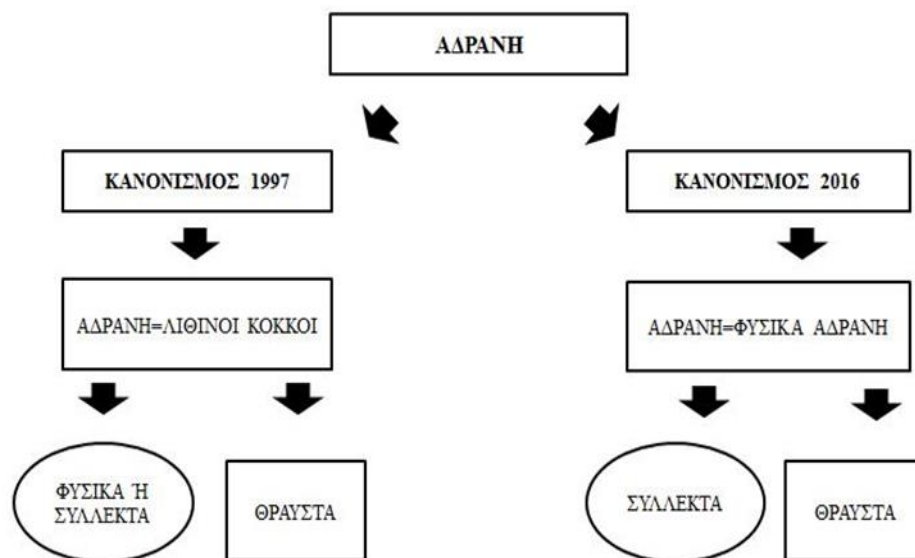 ΑΔΡΑΝΗ
ΚΑΝΟΝΙΣΜΟΣ 1997
ΚΑΝΟΝΙΣΜΟΣ 2016
ΑΔΡΑΝΗ=ΛΙΘΙΝΟΙ ΚΟΚΚΟΙ
ΑΔΡΑΝΗ=ΦΥΣΙΚΑ ΑΔΡΑΝΗ
ΦΥΣΙΚΑ Ή
ΣΥΛΛΕΚΤΑ
ΘΡΑΥΣΤΑ
ΣΥΛΛΕΚΤΑ
ΘΡΑΥΣΤΑ